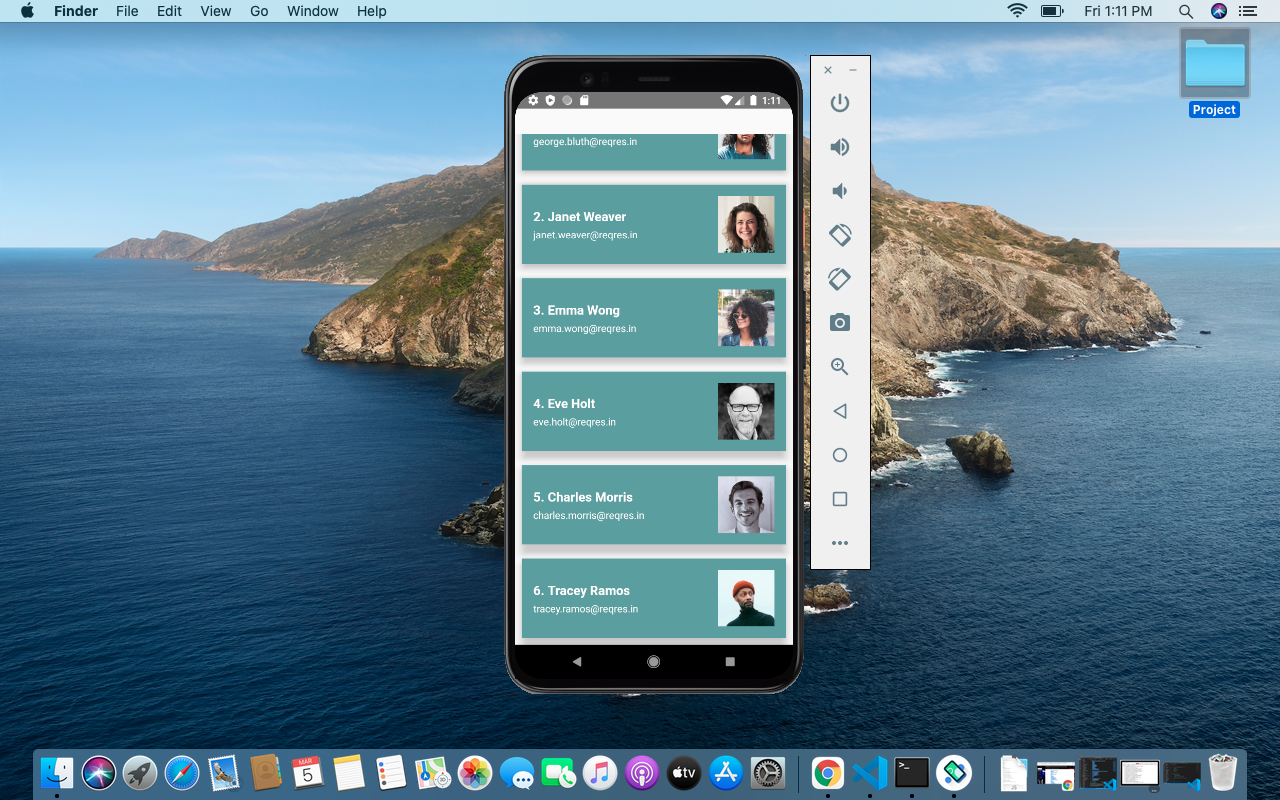 Finder File Edit View Go Window Help Fri 1:11 PM
Project
1:11
george.bluth@reqres.in
2. Janet Weaver
janet.weaver@reqres.in
3. Emma Wong
emma.wong@reqres.in
4. Eve Holt
eve.holt@reqres.in
5. Charles Morris
charles.morris@reqres.in
6. Tracey Ramos
tracey.ramos@reqres.in
MAR
5
tv
>_